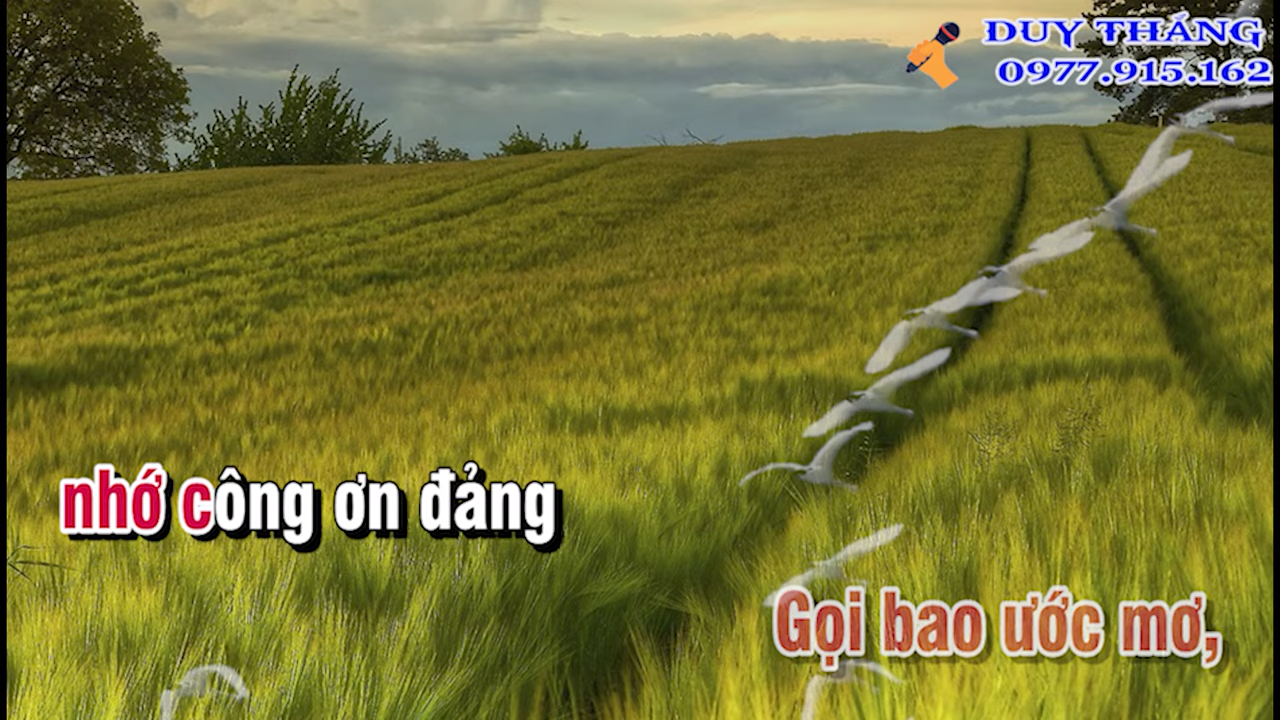 DUY THẮNG
0977.915.162
nhớ công ơn đảng
Gọi bao ước mơ,